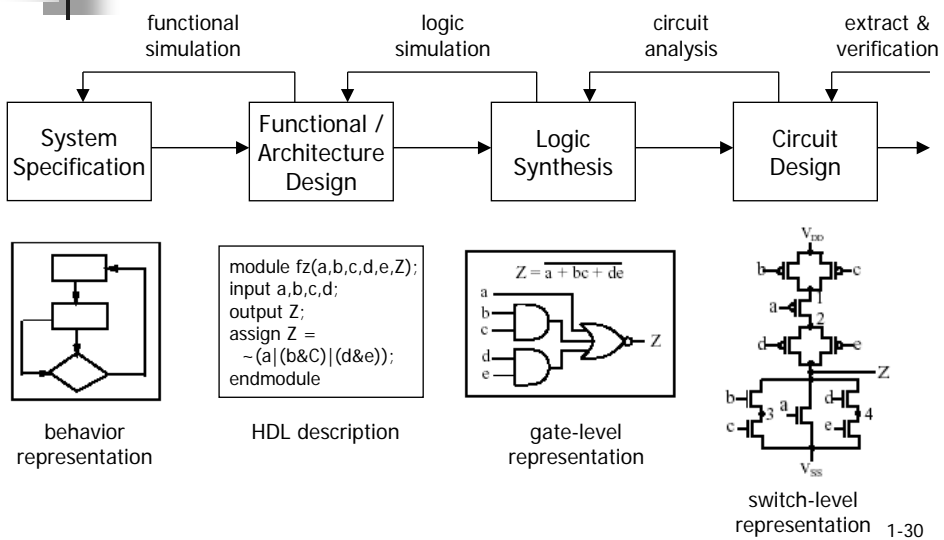 functional
simulation
logic
simulation
circuit
analysis
extract &
verification
System
Specification
Functional /
Architecture
Design
Logic
Synthesis
Circuit
Design
module fz(a,b,c,d,e,Z);
input a,b,c,d;
output Z;
assign Z =
~(a|(b&C)|(d&e));
endmodule
Z = a + bc + de
a
b
c
d
e
Z
VDD
b
c
a
1
2
d
e
Z
b
c
3
a
d
e
4
VSS
behavior
representation
HDL description
gate-level
representation
switch-level
representation
1-30